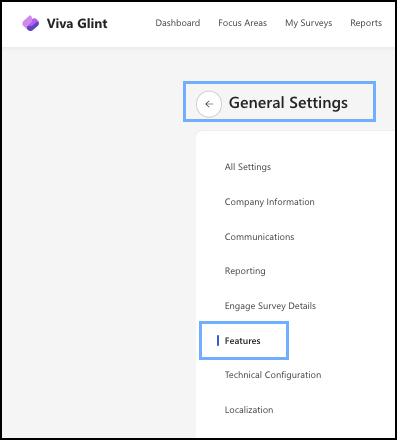 Viva Glint Dashboard Focus Areas My Surveys Reports
General Settings
All Settings
Company Information
Communications
Reporting
Engage Survey Details
Features
Technical Configuration
Localization